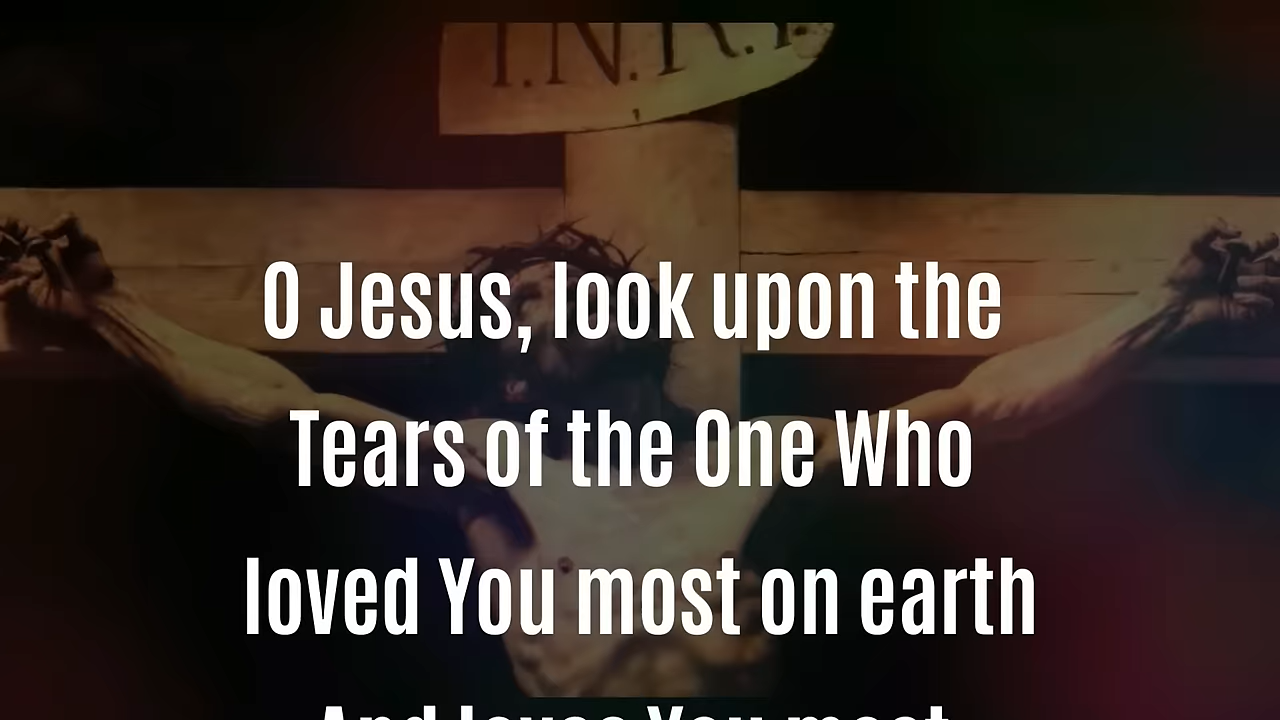 I.N.R.I
O Jesus, look upon the
Tears of the One Who
loved You most on earth
And loves You most